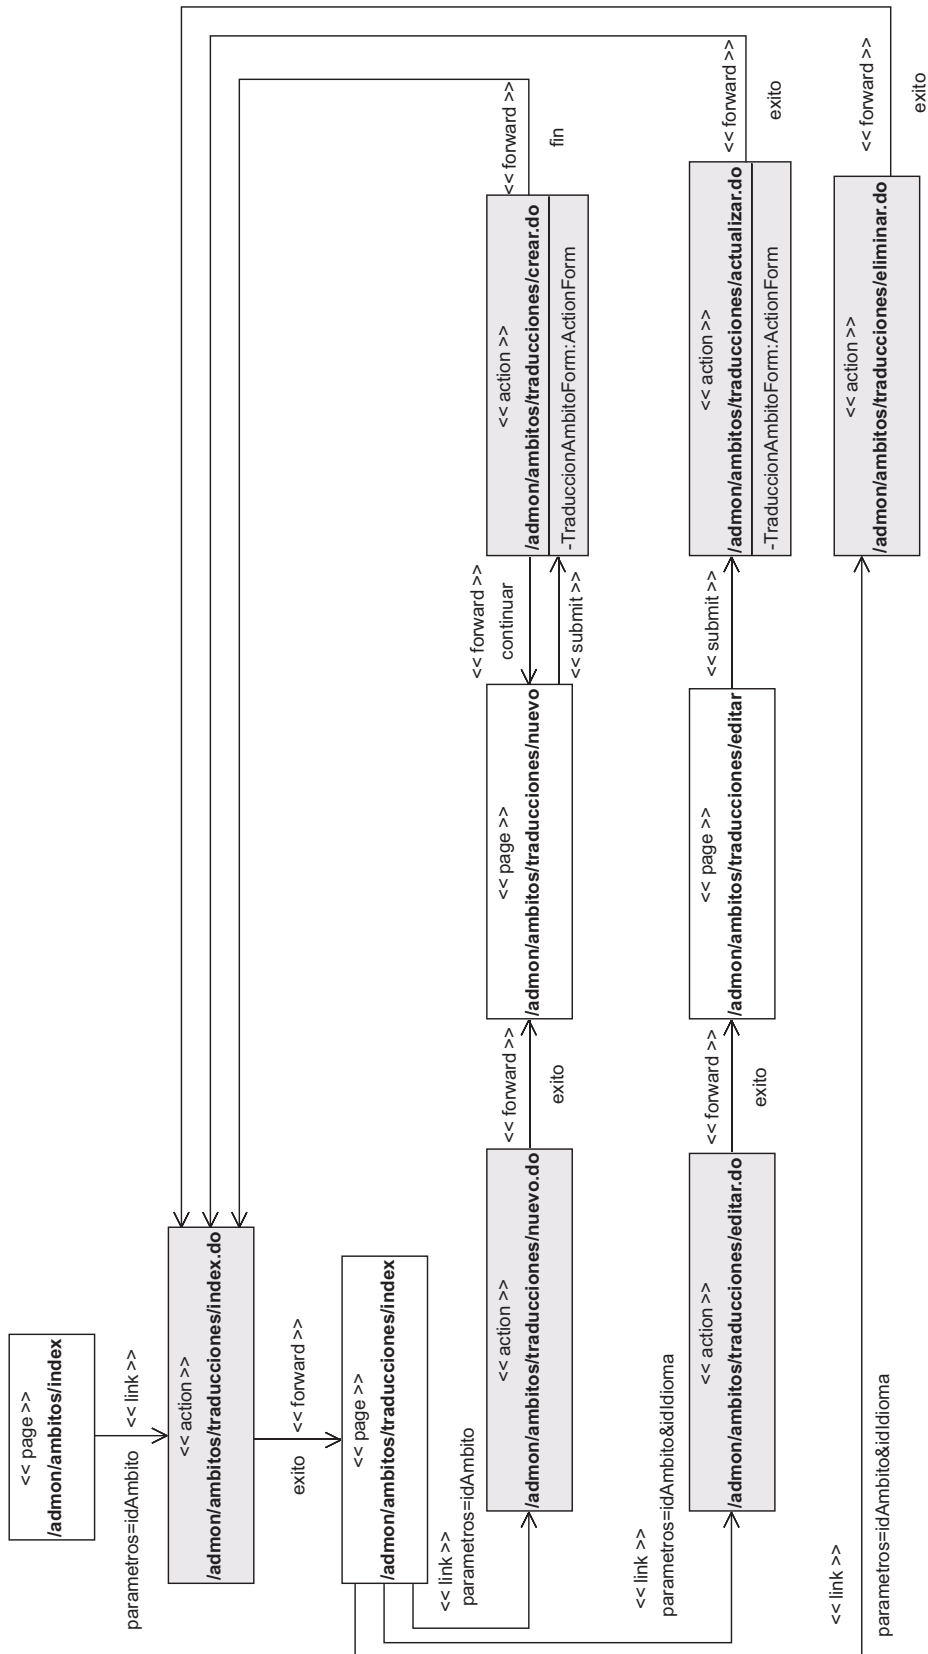 << page >>
/admon/ambitos/index
parametros=idAmbito
<< link >>
<< action >>
/admon/ambitos/traducciones/index.do
exito
<< forward >>
<< page >>
/admon/ambitos/traducciones/index
<< link >>
parametros=idAmbito
<< action >>
/admon/ambitos/traducciones/nuevo.do
<< forward >>
exito
<< page >>
/admon/ambitos/traducciones/nuevo
<< forward >>
continuar
<< submit >>
<< action >>
/admon/ambitos/traducciones/crear.do
-TraduccionAmbitoForm:ActionForm
<< forward >>
fin
<< link >>
parametros=idAmbito&idIdioma
<< action >>
/admon/ambitos/traducciones/editar.do
<< forward >>
exito
<< page >>
/admon/ambitos/traducciones/editar
<< submit >>
<< action >>
/admon/ambitos/traducciones/actualizar.do
-TraduccionAmbitoForm:ActionForm
<< forward >>
exito
<< link >>
parametros=idAmbito&idIdioma
<< action >>
/admon/ambitos/traducciones/eliminar.do
<< forward >>
exito